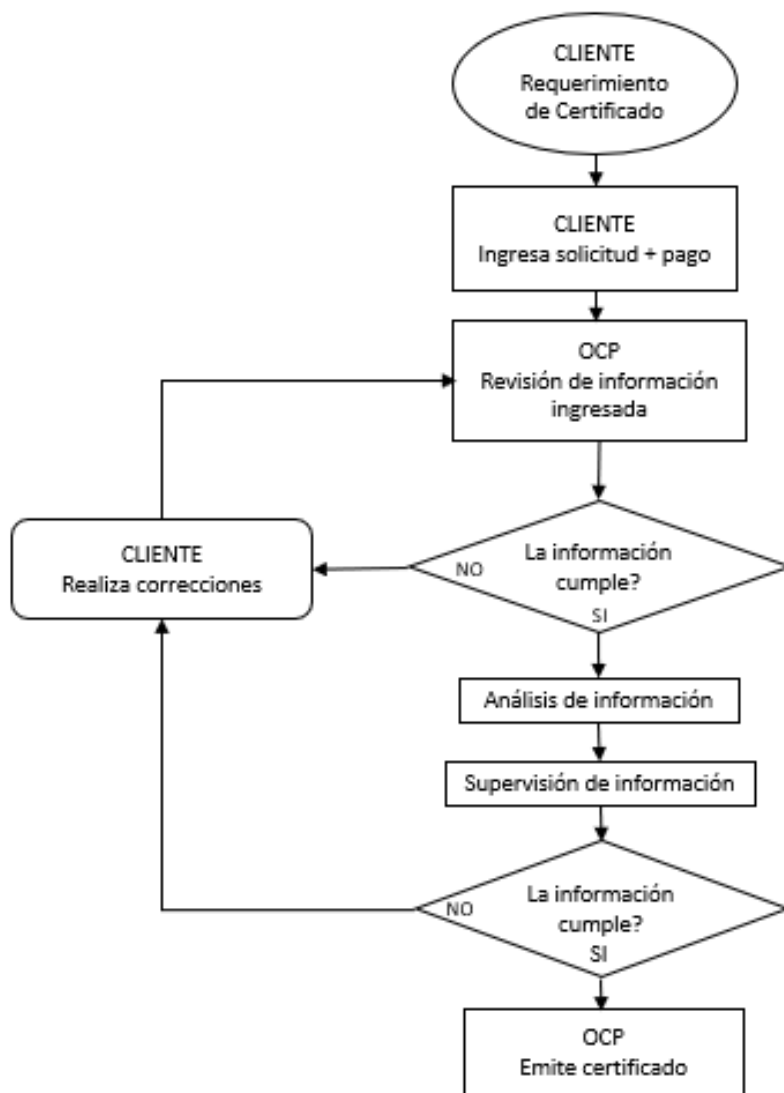 CLIENTE
Requerimiento
de Certificado
CLIENTE
Ingresa solicitud + pago
OCP
Revisión de información
ingresada
CLIENTE
Realiza correcciones
La información
NO
cumple?
SI
Análisis de información
Supervisión de información
La información
NO
cumple?
SI
OCP
Emite certificado